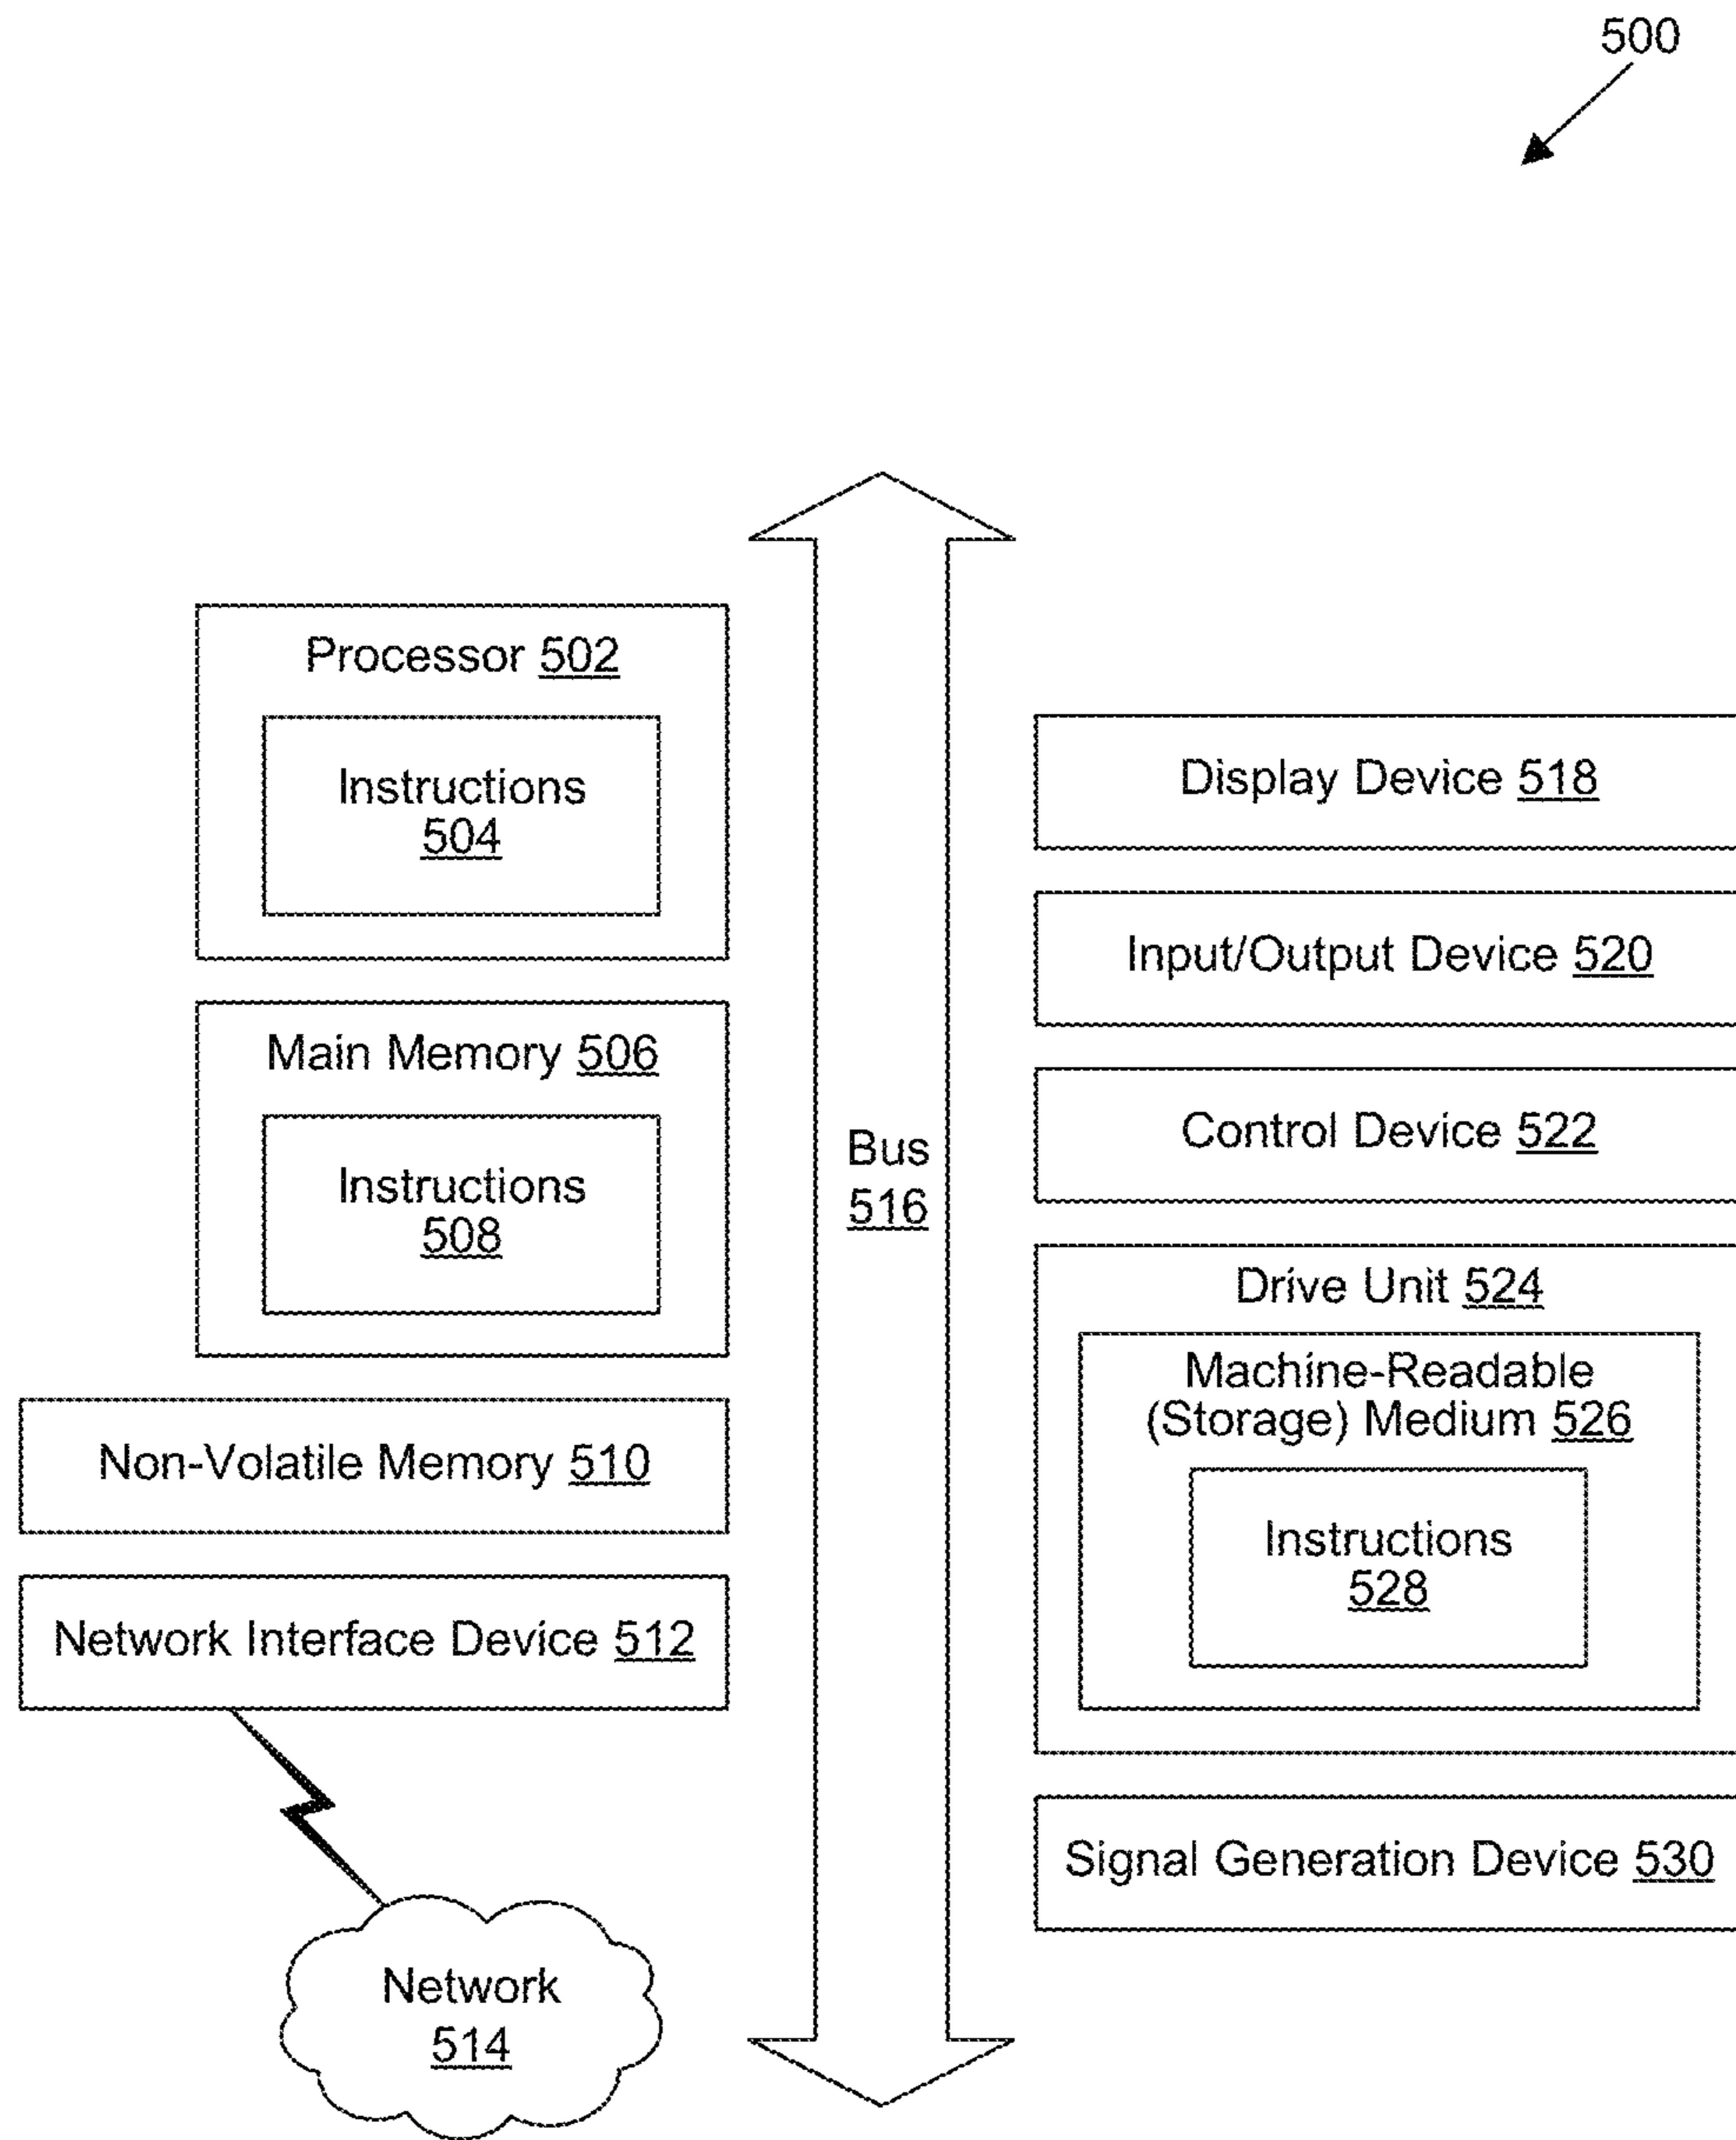 500
Processor 502
Instructions
504
Main Memory 506
Instructions
508
Non-Volatile Memory 510
Network Interface Device 512
Network
514
Bus
516
Display Device 518
Input/Output Device 520
Control Device 522
Drive Unit 524
Machine-Readable
(Storage) Medium 526
Instructions
528
Signal Generation Device 530